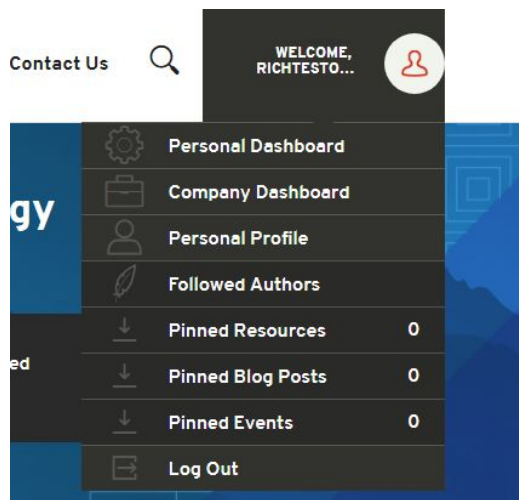 Contact Us
WELCOME,
RICHTESTO...
Personal Dashboard
gy
Company Dashboard
Personal Profile
Followed Authors
Pinned Resources 0
ed
Pinned Blog Posts 0
Pinned Events 0
Log Out